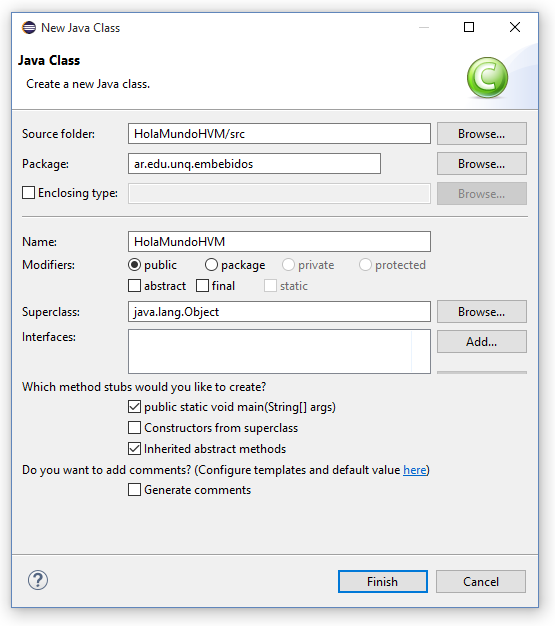 New Java Class
Java Class
Create a new Java class.
C
Source folder: HolaMundoHVM/src Browse...
Package: ar.edu.unq.embebidos Browse...
Enclosing type: Browse...
Name: HolaMundoHVM
Modifiers: public package private protected
abstract final static
Superclass: java.lang.Object Browse...
Interfaces: Add...
Which method stubs would you like to create?
public static void main(String[] args)
Constructors from superclass
Inherited abstract methods
Do you want to add comments? (Configure templates and default value here)
Generate comments
? Finish Cancel